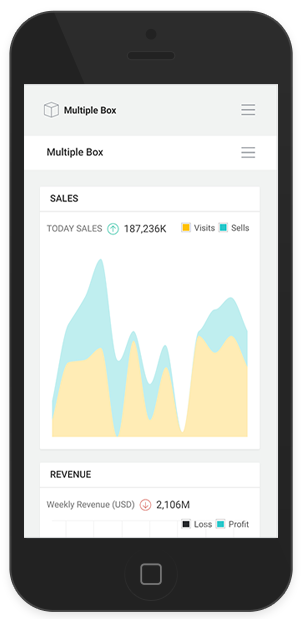 Multiple Box
Multiple Box
SALES
TODAY SALES 187,236K Visits Sells
REVENUE
Weekly Revenue (USD) 2,106M
Loss Profit